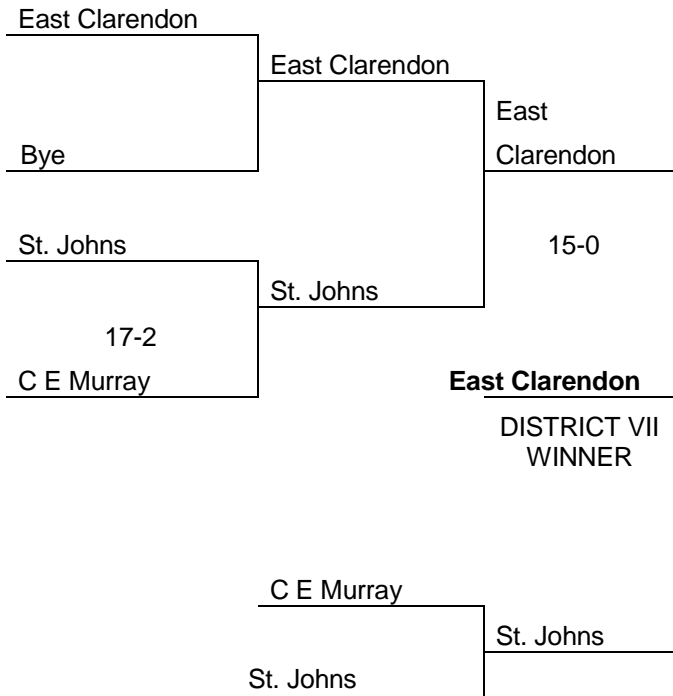 East Clarendon
East Clarendon
East
Bye
Clarendon
St. Johns
15-0
St. Johns
17-2
C E Murray
East Clarendon
DISTRICT VII
WINNER
C E Murray
St. Johns
St. Johns